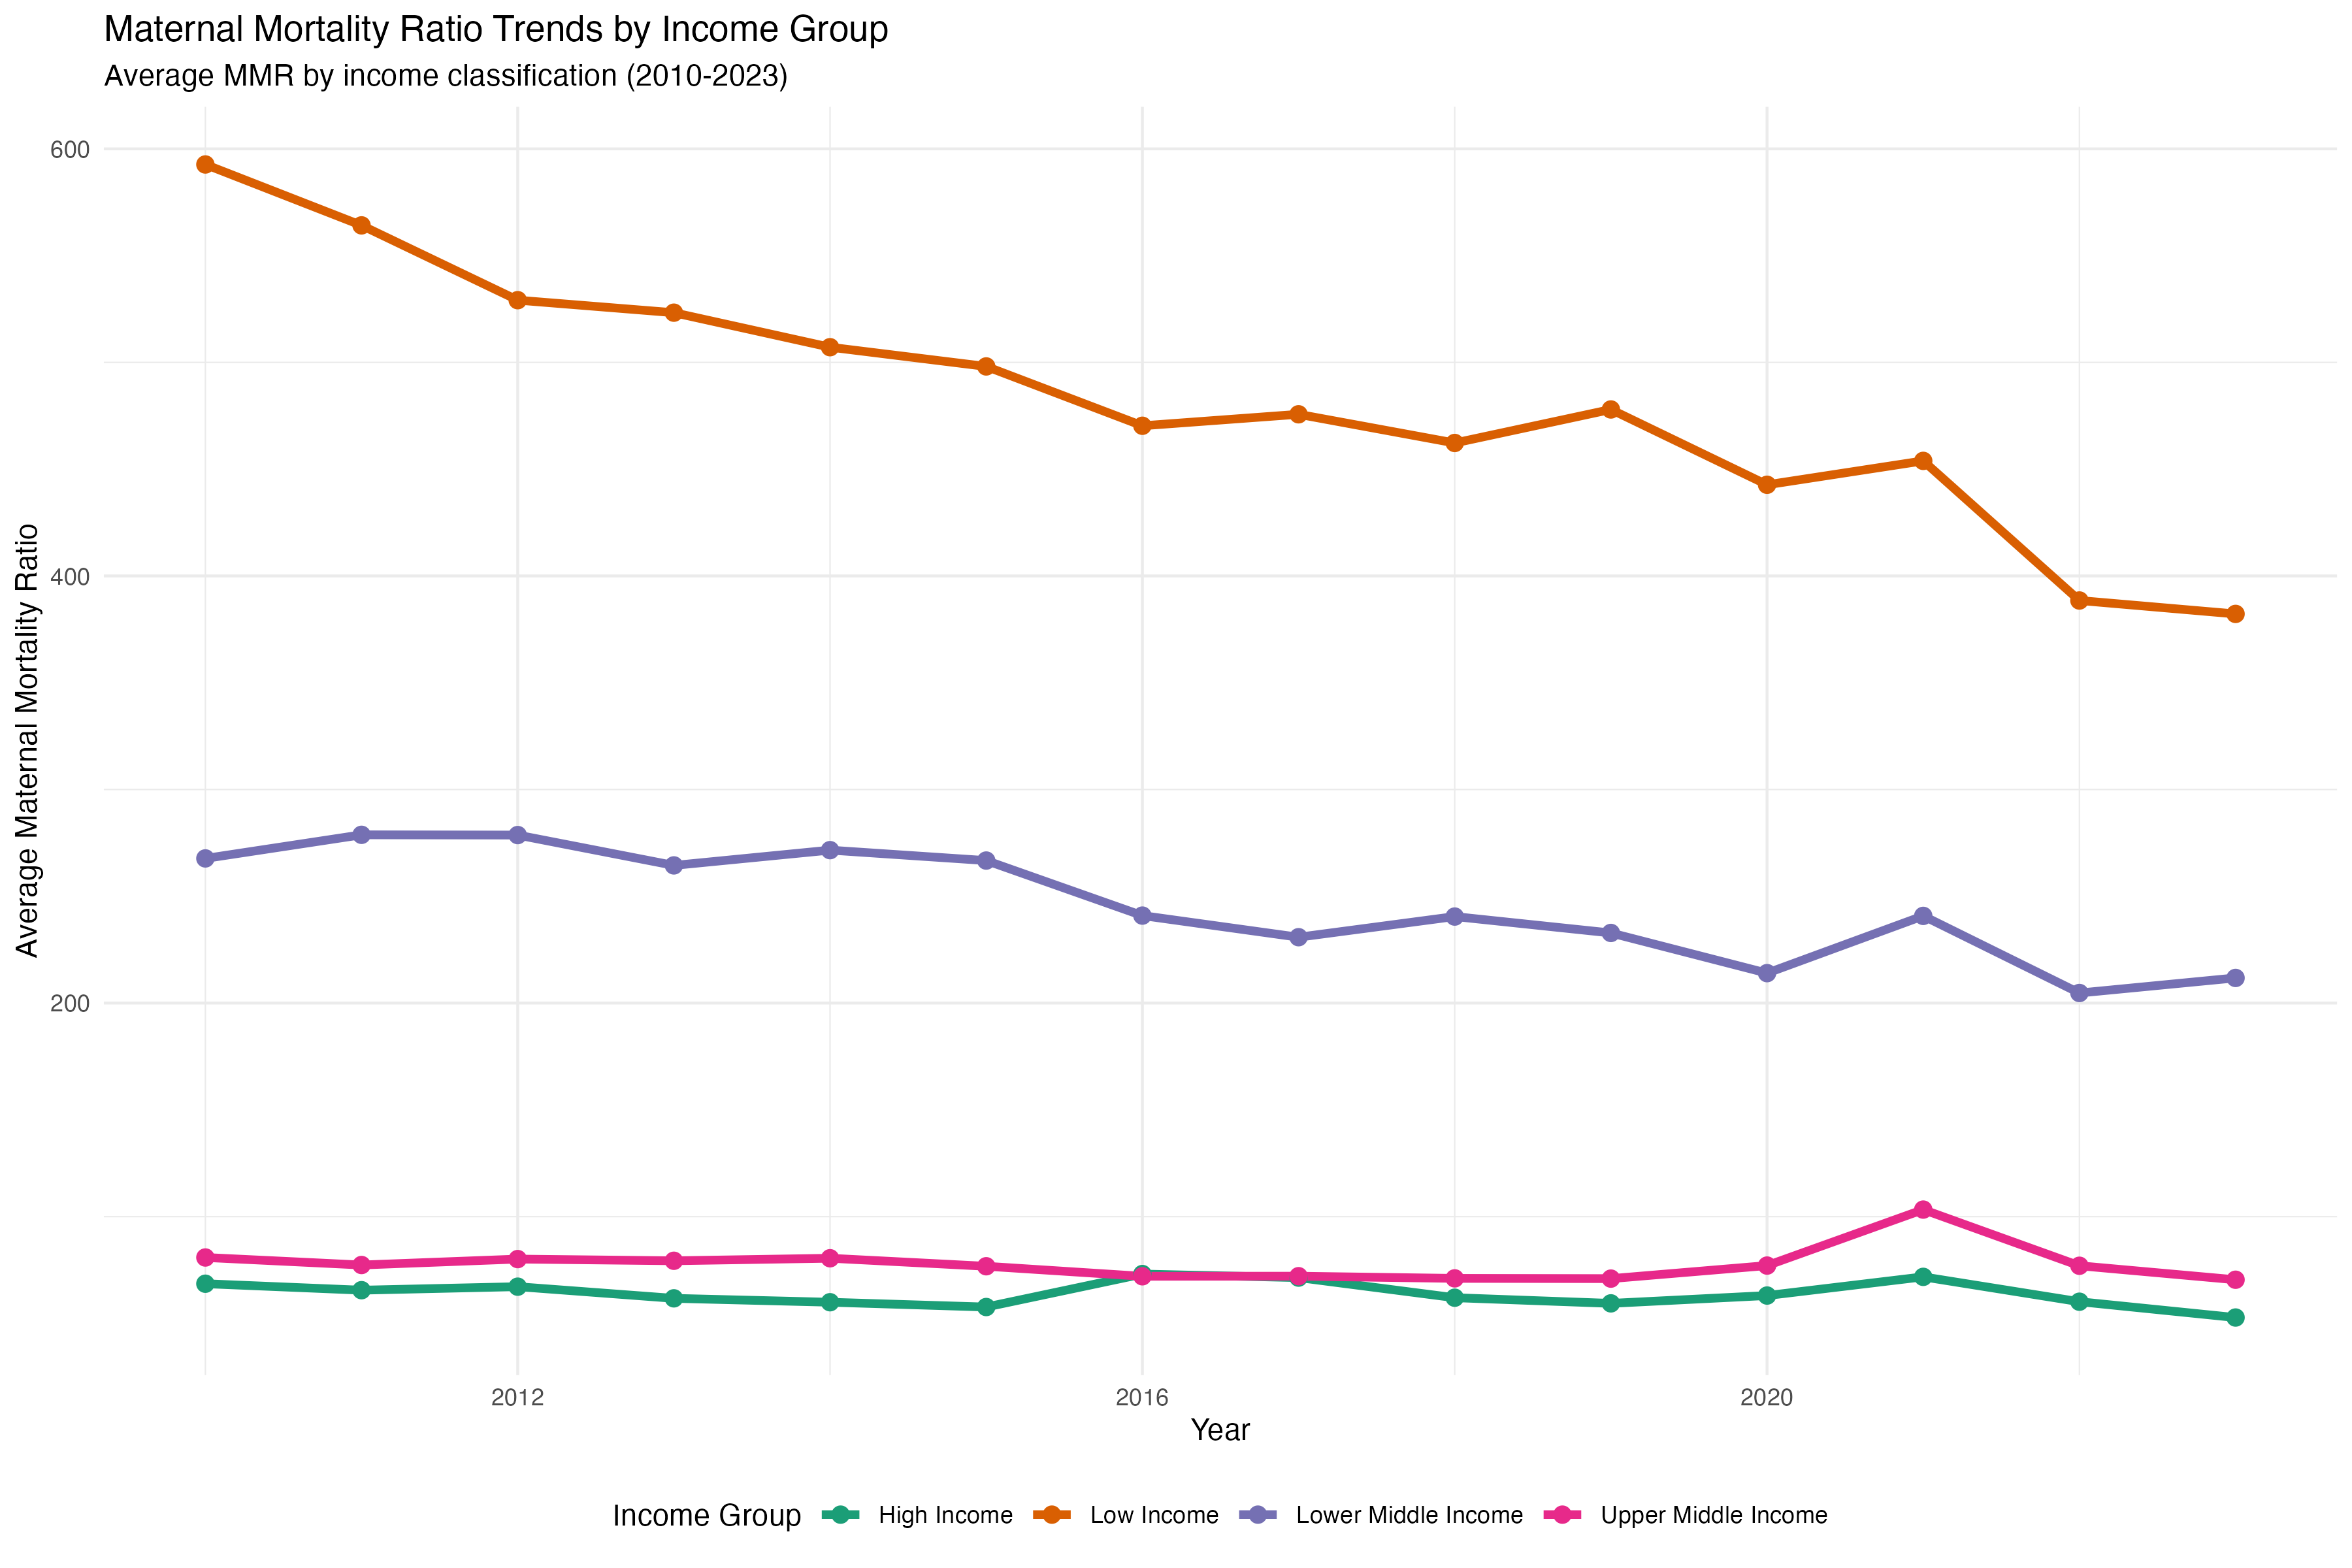 Maternal Mortality Ratio Trends by Income Group
Average MMR by income classification (2010-2023)
600
400
200
Average Maternal Mortality Ratio
2012
2016
2020
Year
Income Group
High Income
Low Income
Lower Middle Income
Upper Middle Income